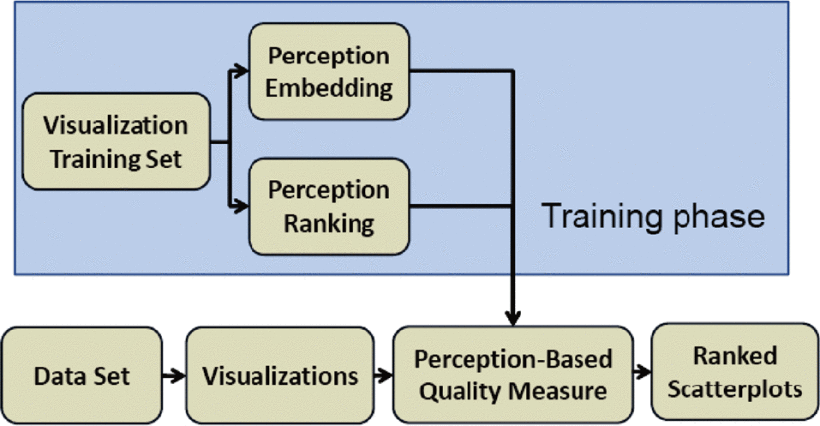 Perception
Embedding
Visualization
Training Set
Perception
Ranking
Training phase
Data Set
Visualizations
Perception-Based
Quality Measure
Ranked
Scatterplots